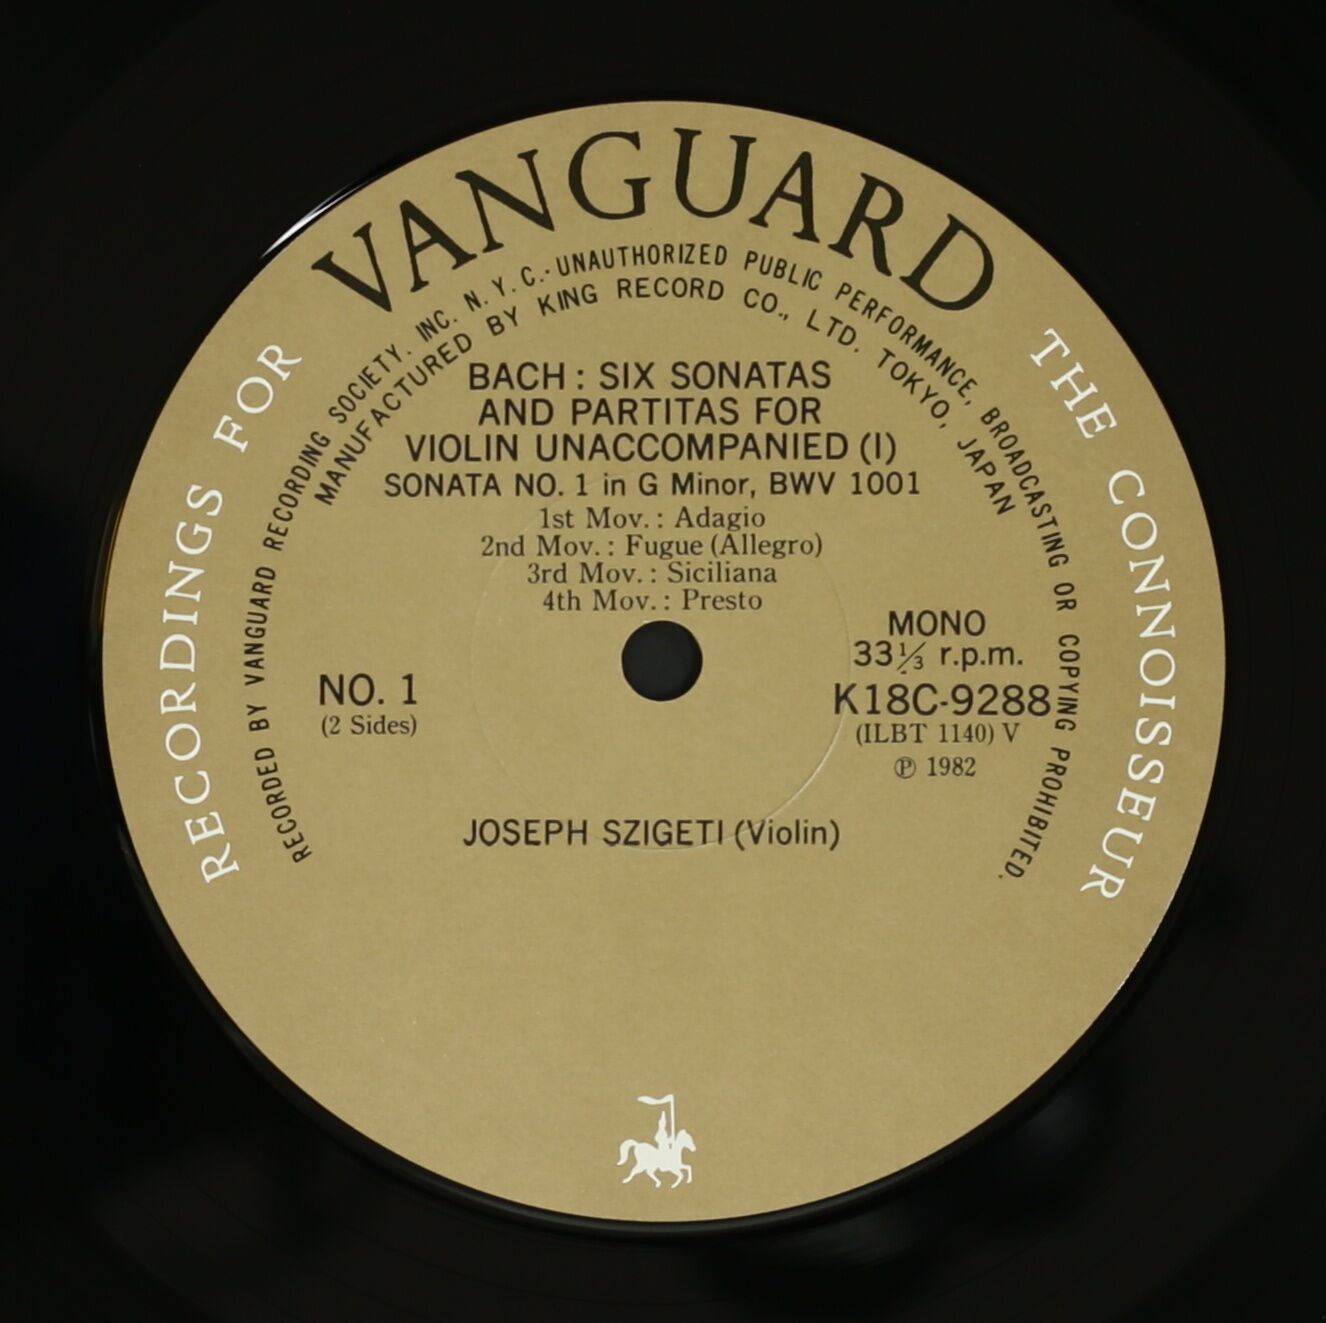 VANGUARD
RECORDINGS FOR THE CONNOISSEUR
RECORDED BY VANGUARD RECORDING SOCIETY. INC. N. Y. C.·UNAUTHORIZED PUBLIC PERFORMANCE, BROADCASTING OR COPYING PROHIBITED.
MANUFACTURED BY KING RECORD CO., LTD. TOKYO, JAPAN
BACH : SIX SONATAS
AND PARTITAS FOR
VIOLIN UNACCOMPANIED (I)
SONATA NO. 1 in G Minor, BWV 1001
1st Mov. : Adagio
2nd Mov. : Fugue (Allegro)
3rd Mov. : Siciliana
4th Mov. : Presto
NO. 1
(2 Sides)
MONO
33⅓ r.p.m.
K18C-9288
(ILBT 1140) V
℗ 1982
JOSEPH SZIGETI (Violin)